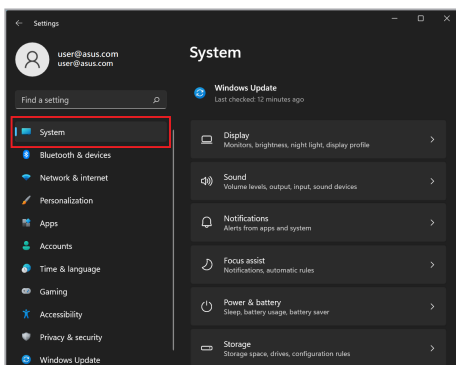 Settings
user@asus.com
user@asus.com
Find a setting
System
Bluetooth & devices
Network & internet
Personalization
Apps
Accounts
Time & language
Gaming
Accessibility
Privacy & security
Windows Update
System
Windows Update
Last checked: 12 minutes ago
Display
Monitors, brightness, night light, display profile
Sound
Volume levels, output, input, sound devices
Notifications
Alerts from apps and system
Focus assist
Notifications, automatic rules
Power & battery
Sleep, battery usage, battery saver
Storage
Storage space, drives, configuration rules